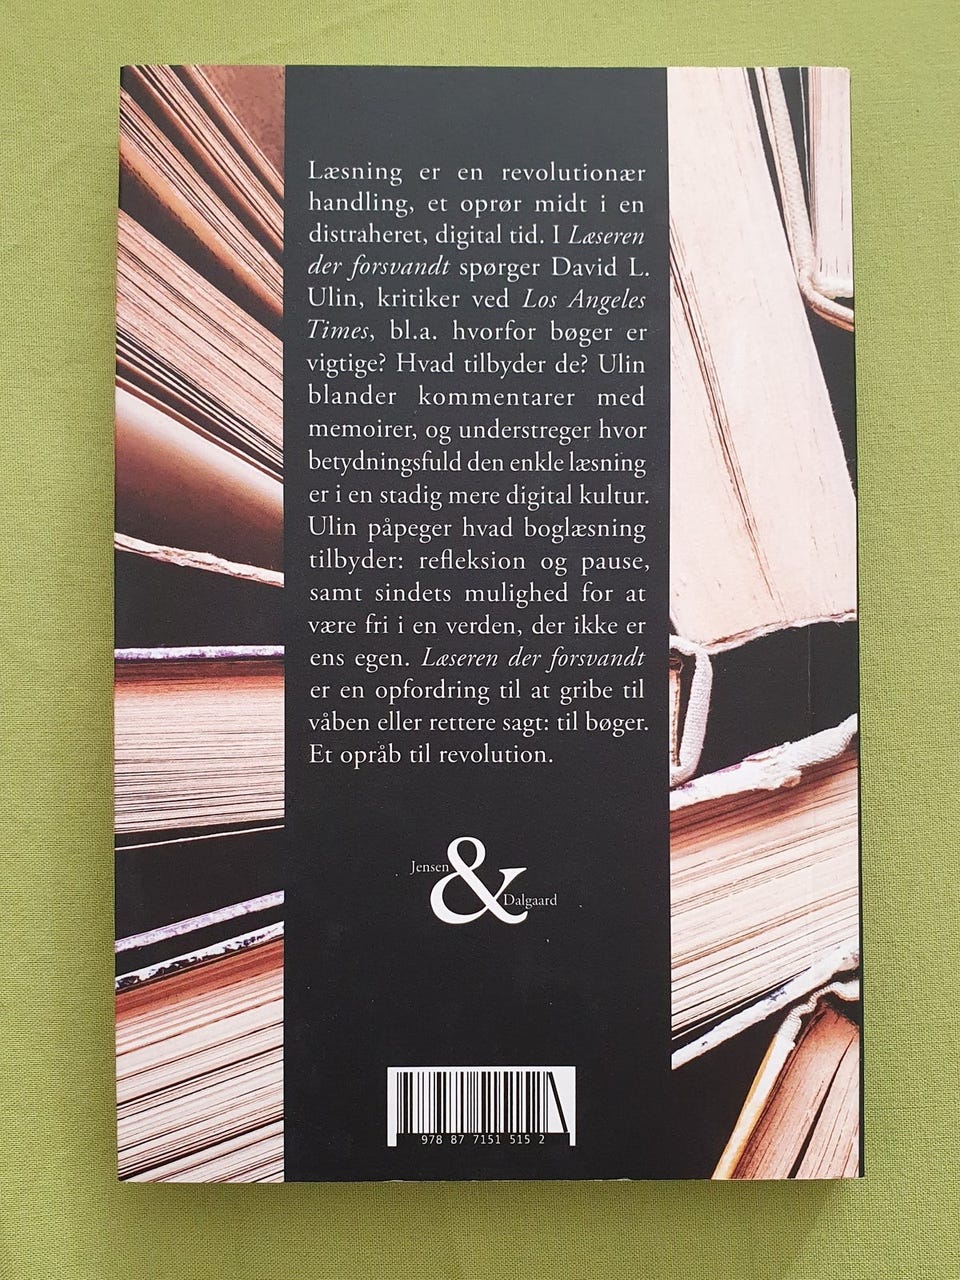 Læsning er en revolutionær
handling, et oprør midt i en
distraheret, digital tid. I Læseren
der forsvandt spørger David L.
Ulin, kritiker ved Los Angeles
Times, bl.a. hvorfor bøger er
vigtige? Hvad tilbyder de? Ulin
blander kommentarer med
memoirer, og understreger hvor
betydningsfuld den enkle læsning
er i en stadig mere digital kultur.
Ulin påpeger hvad boglæsning
tilbyder: refleksion og pause,
samt sindets mulighed for at
være fri i en verden, der ikke er
ens egen. Læseren der forsvandt
er en opfordring til at gribe til
våben eller rettere sagt: til bøger.
Et opråb til revolution.
Jensen & Dalgaard
978 87 7151 515 2